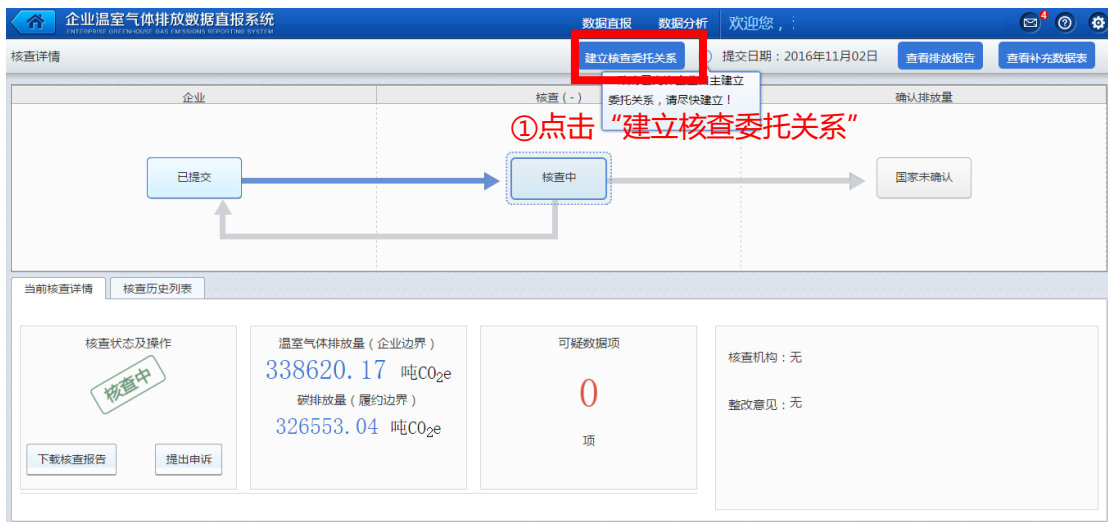 企业温室气体排放数据直报系统
ENTERPRISE GREENHOUSE GAS EMISSIONS REPORTING SYSTEM
数据直报 数据分析 欢迎您，
4
核查详情
建立核查委托关系 提交日期：2016年11月02日 查看排放报告 查看补充数据表
主建立
委托关系，请尽快建立！
企业 核查(-) 确认排放量
①点击“建立核查委托关系”
已提交 核查中 国家未确认
当前核查详情 核查历史列表
核查状态及操作
核查中
下载核查报告 提出申诉
温室气体排放量(企业边界)
338620.17 吨CO₂e
碳排放量(履约边界)
326553.04 吨CO₂e
可疑数据项
0
项
核查机构：无
整改意见：无